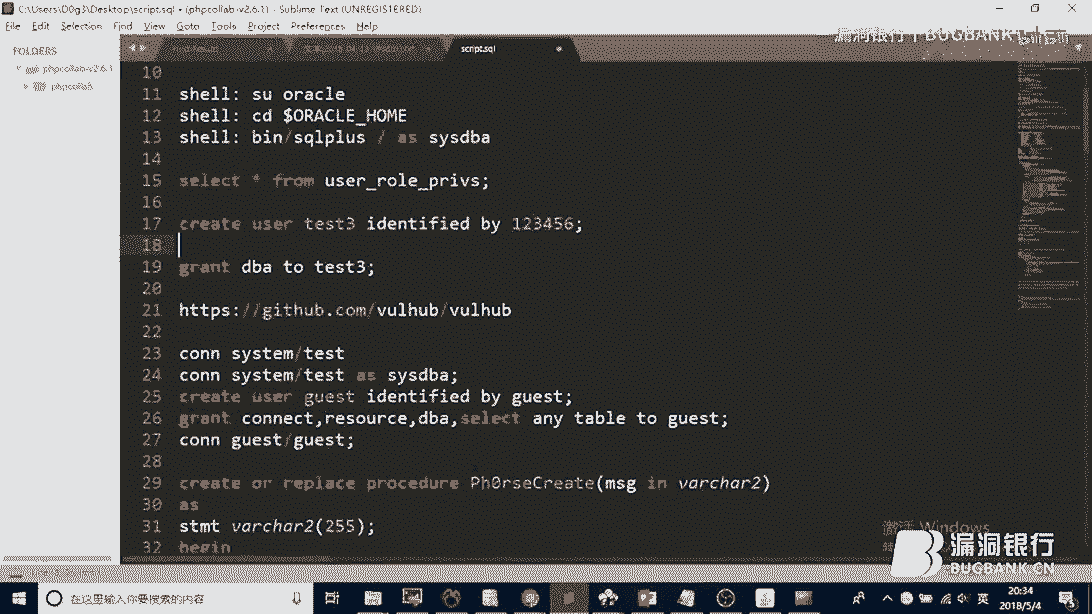 C:\Users\D0g3\Desktop\script.sql • (phpcollab-v2.6.1) - Sublime Text (UNREGISTERED)
File Edit Selection Find View Goto Tools Project Preferences Help
漏洞银行 | BUGBANK
FOLDERS
script.sql
phpcollab-v2.6.1
phpcollab
10
11 shell: su oracle
12 shell: cd $ORACLE_HOME
13 shell: bin/sqlplus / as sysdba
14
15 select * from user_role_privs;
16
17 create user test3 identified by 123456;
18
19 grant dba to test3;
20
21 https://github.com/vulhub/vulhub
22
23 conn system/test
24 conn system/test as sysdba;
25 create user guest identified by guest;
26 grant connect,resource,dba,select any table to guest;
27 conn guest/guest;
28
29 create or replace procedure Ph0rseCreate(msg in varchar2)
30 as
31 stmt varchar2(255);
32 begin
激活 Windows
漏洞银行
BUGBANK.CN
在这里输入你要搜索的内容
英
20:34
2018/5/4